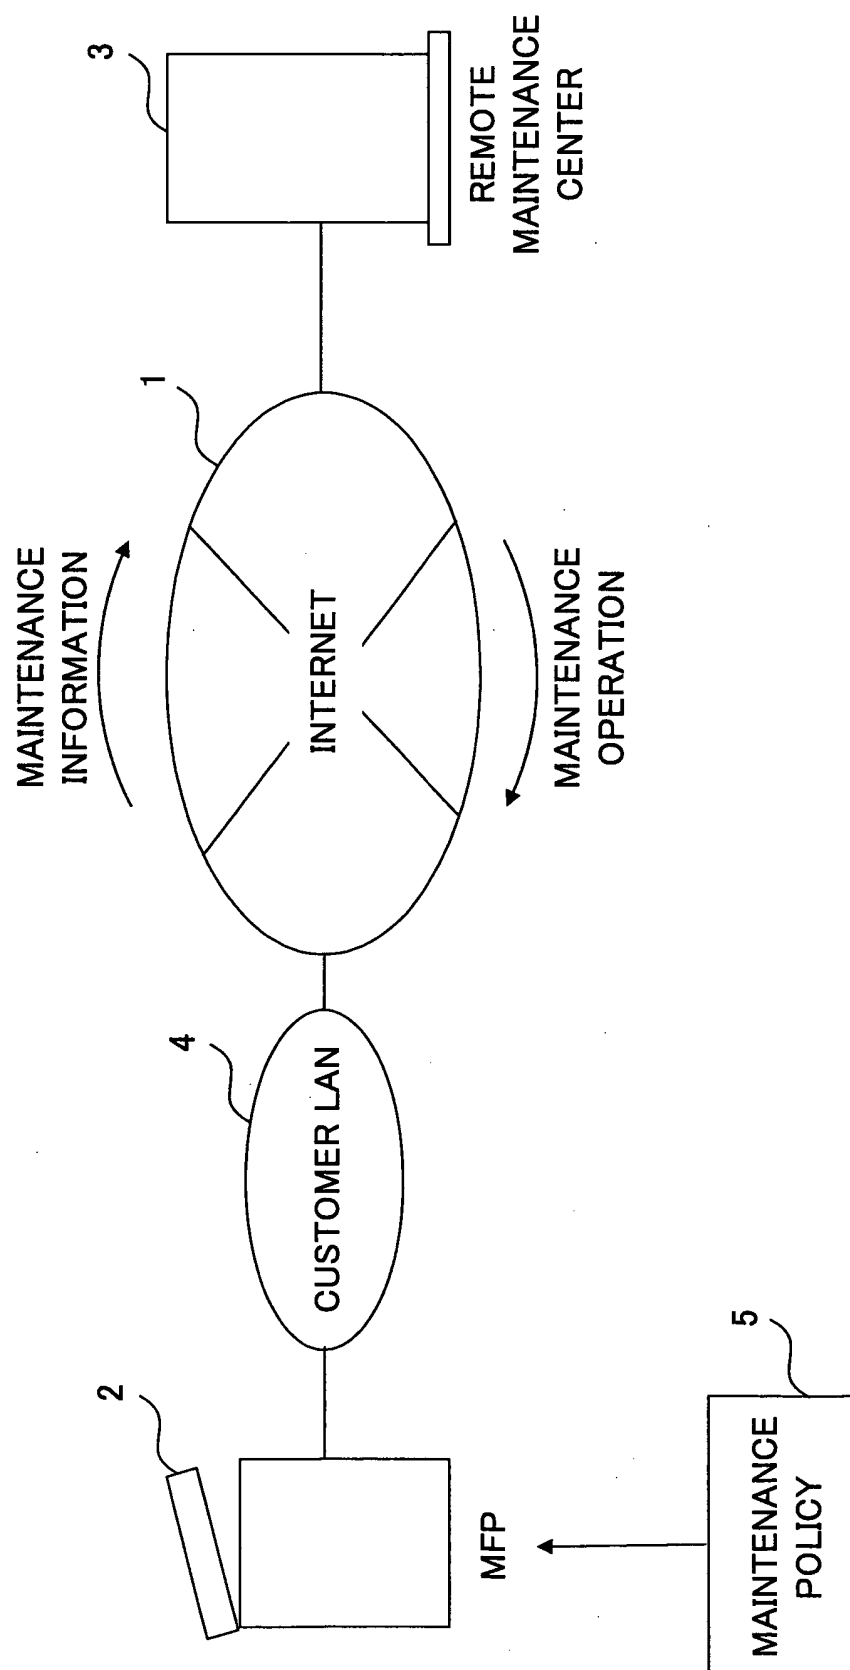 MAINTENANCE
INFORMATION
1
3
INTERNET
4
CUSTOMER LAN
2
MFP
MAINTENANCE
OPERATION
REMOTE
MAINTENANCE
CENTER
5
MAINTENANCE
POLICY